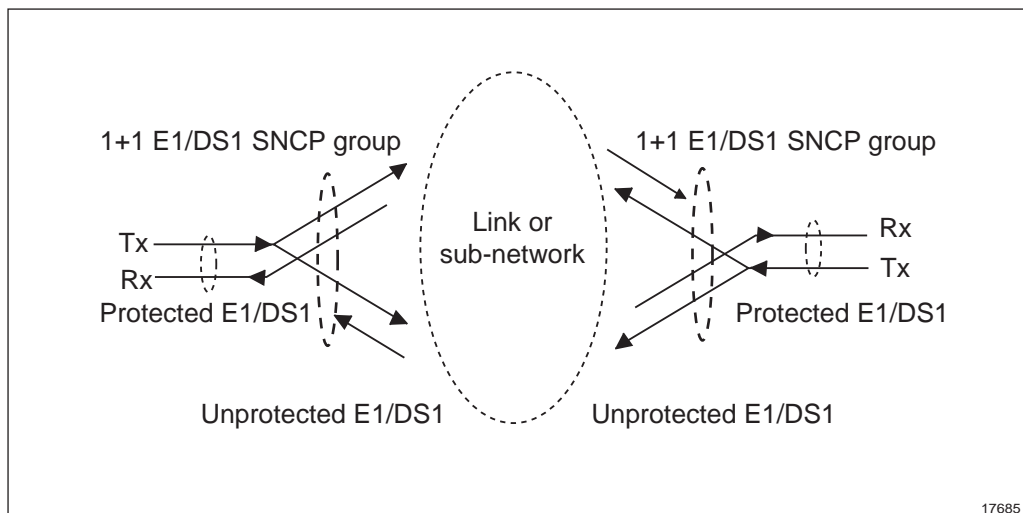 1+1 E1/DS1 SNCP group
1+1 E1/DS1 SNCP group
Link or
sub-network
Tx
Rx
Protected E1/DS1
Rx
Tx
Protected E1/DS1
Unprotected E1/DS1
Unprotected E1/DS1
17685